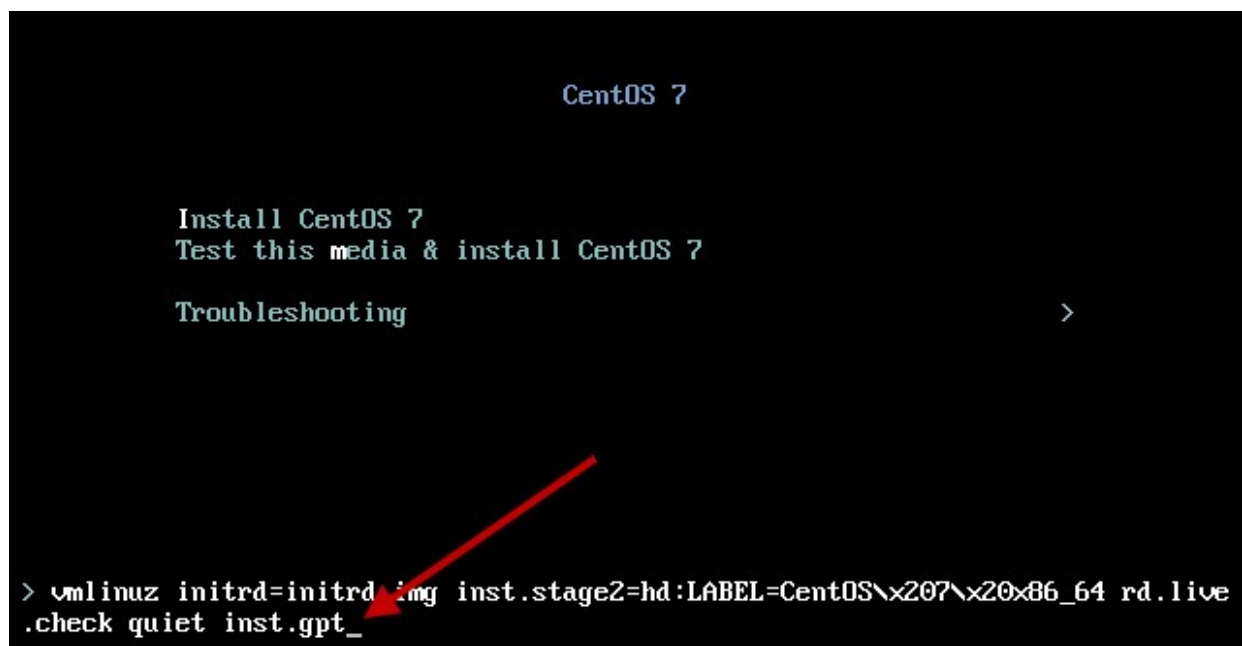 CentOS 7
Install CentOS 7
Test this media & install CentOS 7
Troubleshooting >
> vmlinuz initrd=initrd.img inst.stage2=hd:LABEL=CentOS\x207\x20x86_64 rd.live
.check quiet inst.gpt_